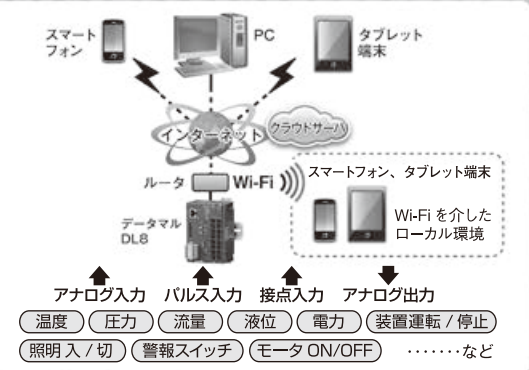 スマート
フォン
PC
タブレット
端末
インターネット
クラウドサーバ
ルータ
Wi-Fi
スマートフォン、タブレット端末
データマル
DL8
Wi-Fi を介した
ローカル環境
アナログ入力 パルス入力 接点入力 アナログ出力
温度 圧力 流量 液位 電力 装置運転 / 停止
照明 入 / 切 警報スイッチ モータ ON/OFF ･･･････など